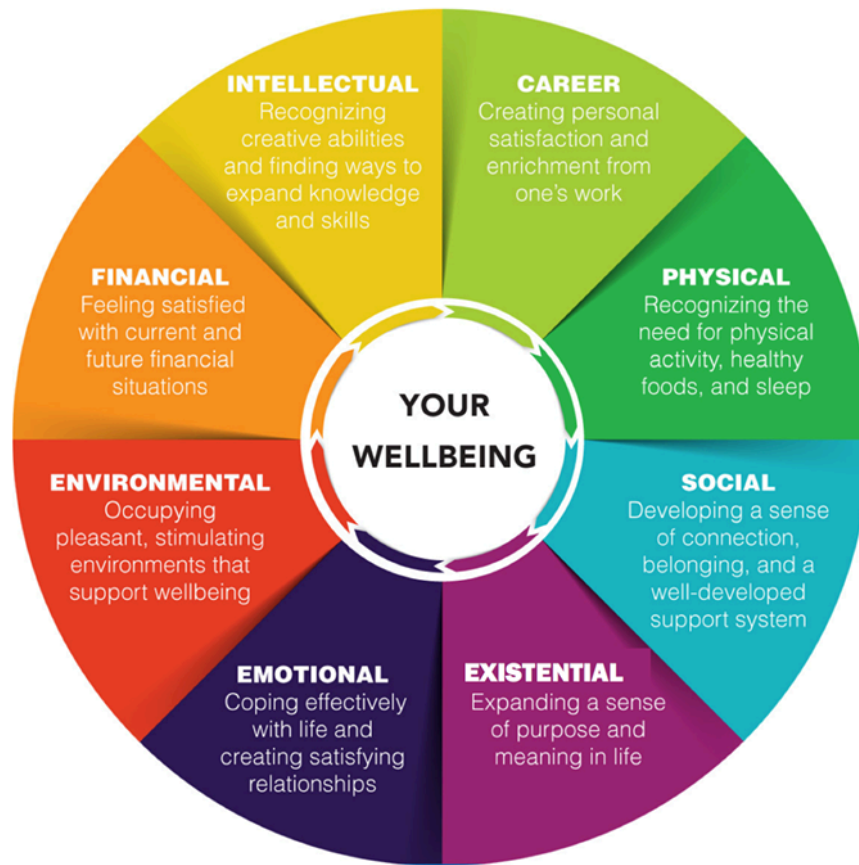 INTELLECTUAL
Recognizing
creative abilities
and finding ways to
expand knowledge
and skills
CAREER
Creating personal
satisfaction and
enrichment from
one's work
PHYSICAL
Recognizing the
need for physical
activity, healthy
foods, and sleep
SOCIAL
Developing a sense
of connection,
belonging, and a
well-developed
support system
EXISTENTIAL
Expanding a sense
of purpose and
meaning in life
EMOTIONAL
Coping effectively
with life and
creating satisfying
relationships
ENVIRONMENTAL
Occupying
pleasant, stimulating
environments that
support wellbeing
FINANCIAL
Feeling satisfied
with current and
future financial
situations
YOUR
WELLBEING